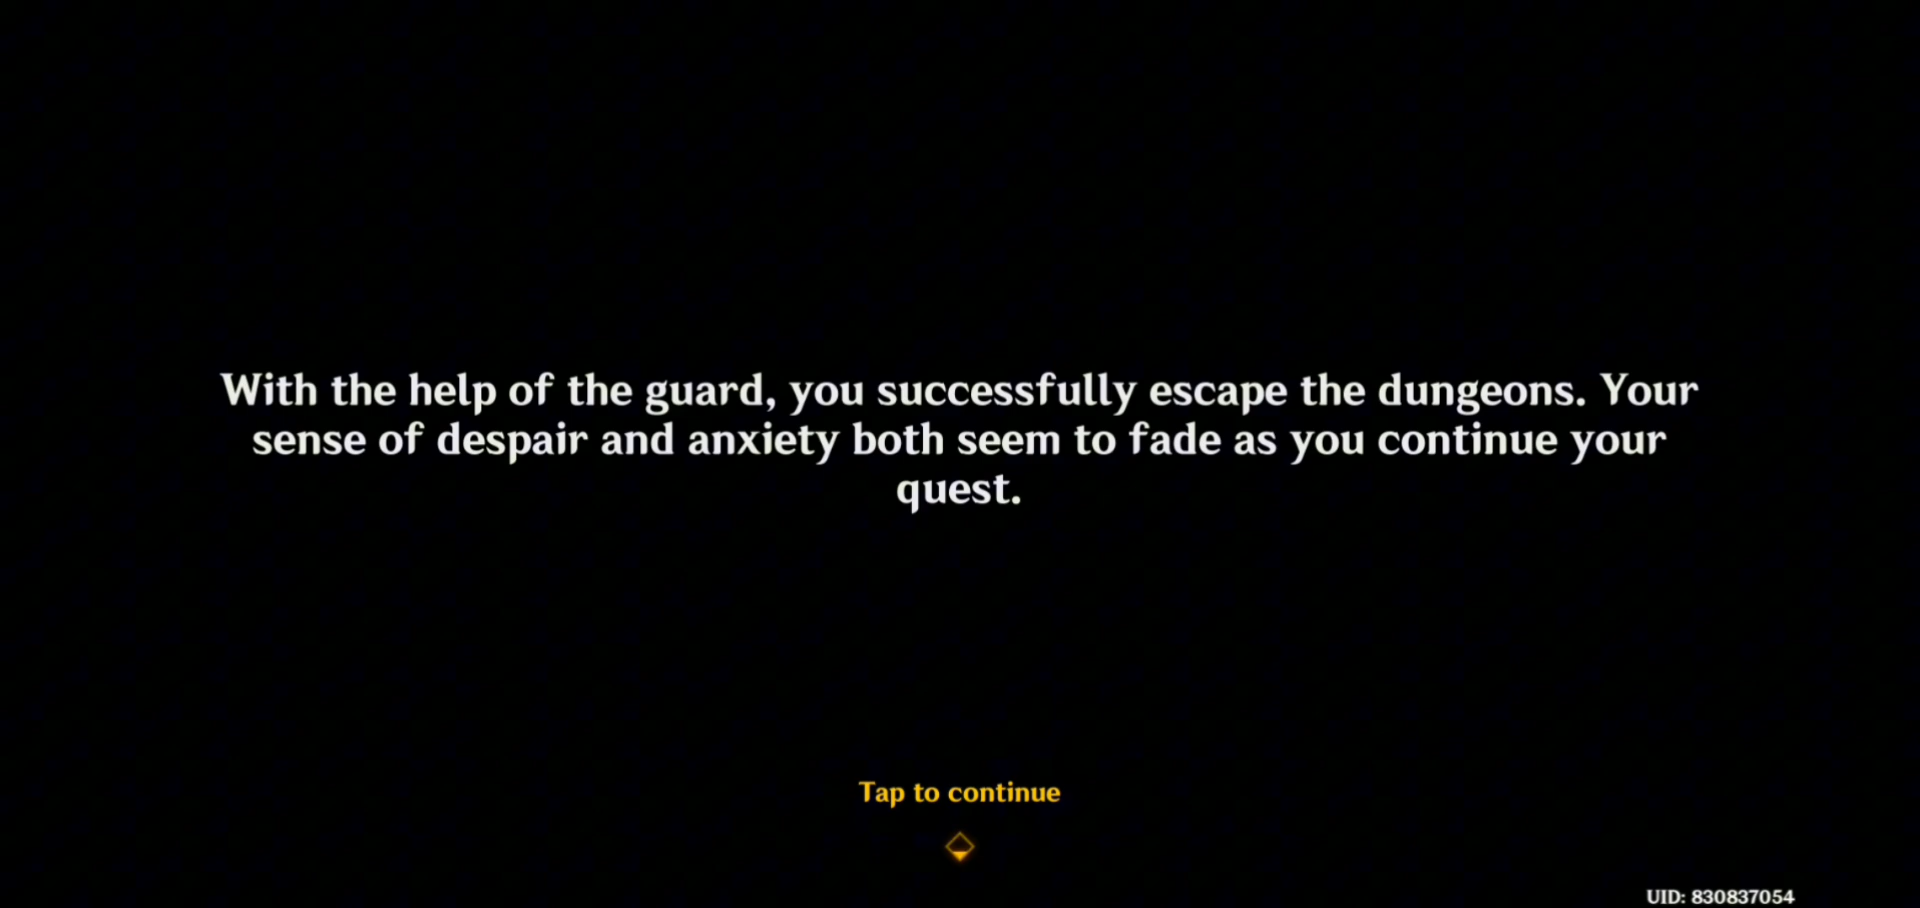 With the help of the guard, you successfully escape the dungeons. Your
sense of despair and anxiety both seem to fade as you continue your
quest.
Tap to continue
UID: 830837054